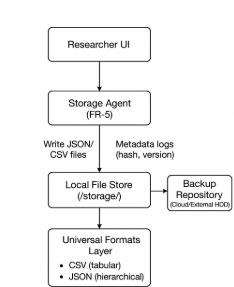 Researcher UI
Storage Agent
(FR-5)
Write JSON/
CSV files
Metadata logs
(hash, version)
Local File Store
(/storage/)
Backup
Repository
(Cloud/External HDD)
Universal Formats
Layer
• CSV (tabular)
• JSON (hierarchical)